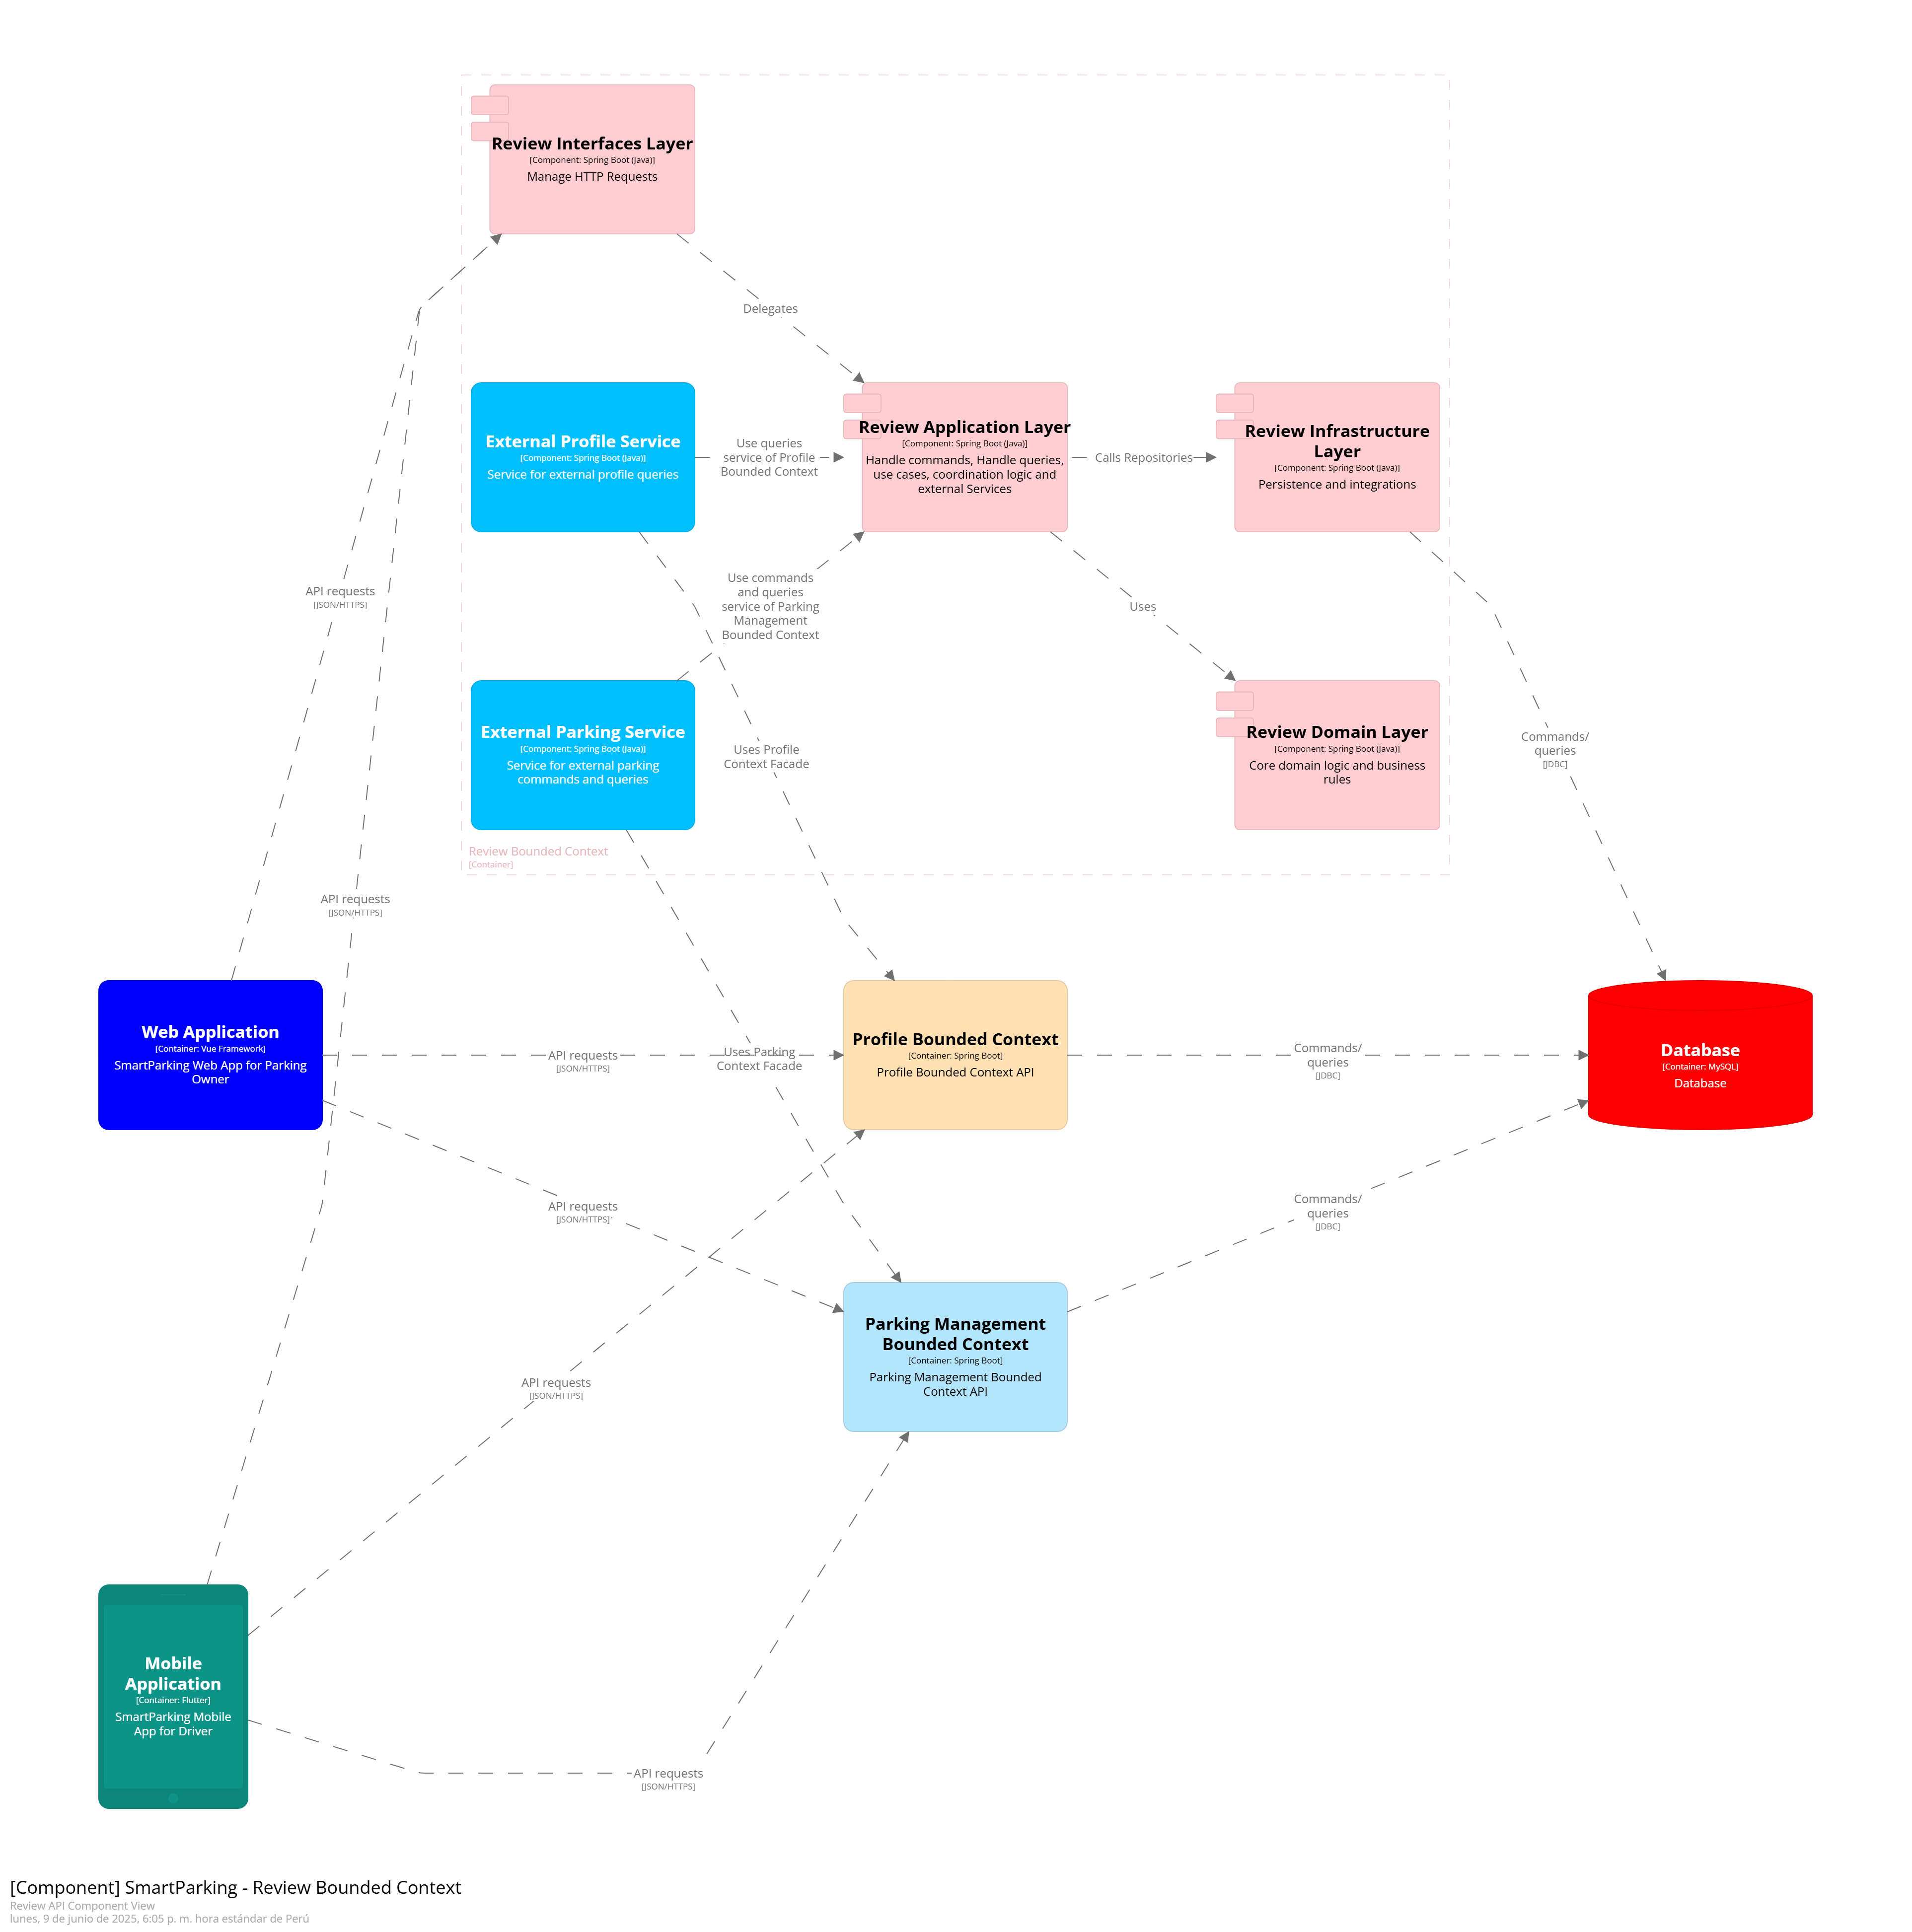 Review Interfaces Layer
[Component: Spring Boot (Java)]
Manage HTTP Requests
Delegates
External Profile Service
[Component: Spring Boot (Java)]
Service for external profile queries
Use queries
service of Profile
Bounded Context
Review Application Layer
[Component: Spring Boot (Java)]
Handle commands, Handle queries,
use cases, coordination logic and
external Services
Calls Repositories
Review Infrastructure
Layer
[Component: Spring Boot (Java)]
Persistence and integrations
API requests
[JSON/HTTPS]
Use commands
and queries
service of Parking
Management
Bounded Context
Uses
External Parking Service
[Component: Spring Boot (Java)]
Service for external parking
commands and queries
Uses Profile
Context Facade
Review Domain Layer
[Component: Spring Boot (Java)]
Core domain logic and business
rules
Commands/
queries
[JDBC]
Review Bounded Context
[Container]
API requests
[JSON/HTTPS]
Web Application
[Container: Vue Framework]
SmartParking Web App for Parking
Owner
API requests
[JSON/HTTPS]
Uses Parking
Context Facade
Profile Bounded Context
[Container: Spring Boot]
Profile Bounded Context API
Commands/
queries
[JDBC]
Database
[Container: MySQL]
Database
API requests
[JSON/HTTPS]
Commands/
queries
[JDBC]
Parking Management
Bounded Context
[Container: Spring Boot]
Parking Management Bounded
Context API
API requests
[JSON/HTTPS]
Mobile
Application
[Container: Flutter]
SmartParking Mobile
App for Driver
API requests
[JSON/HTTPS]
[Component] SmartParking - Review Bounded Context
Review API Component View
lunes, 9 de junio de 2025, 6:05 p. m. hora estándar de Perú